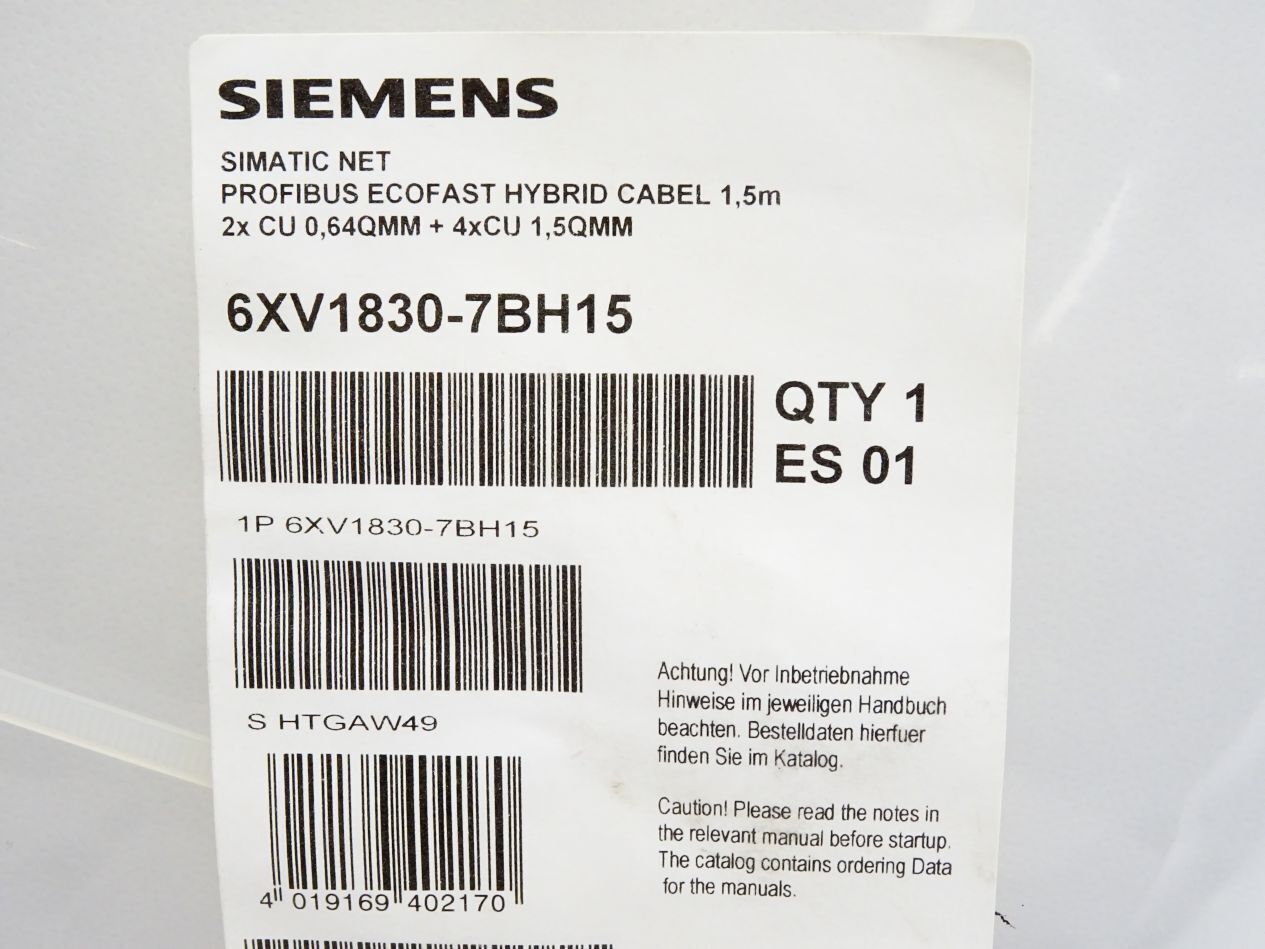 SIEMENS
SIMATIC NET
PROFIBUS ECOFAST HYBRID CABEL 1,5m
2x CU 0,64QMM + 4xCU 1,5QMM
6XV1830-7BH15
QTY 1
ES 01
1P 6XV1830-7BH15
S HTGAW49
4 019169 402170
Achtung! Vor Inbetriebnahme
Hinweise im jeweiligen Handbuch
beachten. Bestelldaten hierfuer
finden Sie im Katalog.
Caution! Please read the notes in
the relevant manual before startup.
The catalog contains ordering Data
for the manuals.